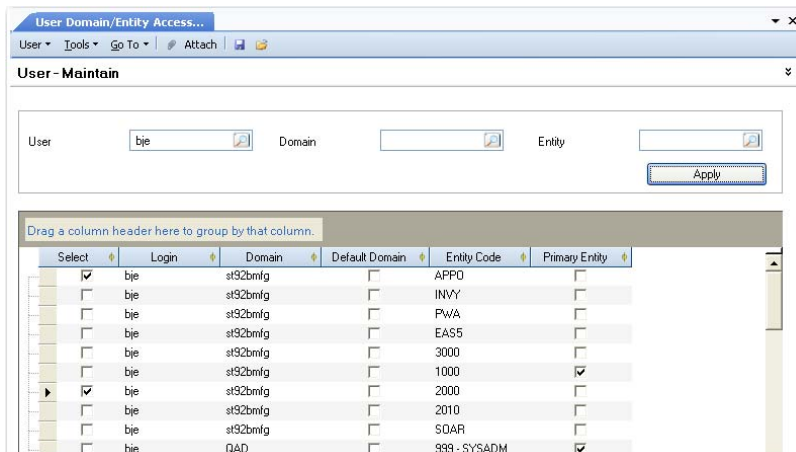 User Domain/Entity Access...
User Tools Go To Attach
User - Maintain
User bje Domain Entity
Apply
Drag a column header here to group by that column.
Select Login Domain Default Domain Entity Code Primary Entity
bje st92bmfg APPO
bje st92bmfg INVY
bje st92bmfg PWA
bje st92bmfg EAS5
bje st92bmfg 3000
bje st92bmfg 1000
bje st92bmfg 2000
bje st92bmfg 2010
bje st92bmfg SOAR
bje QAD 999 - SYSADM